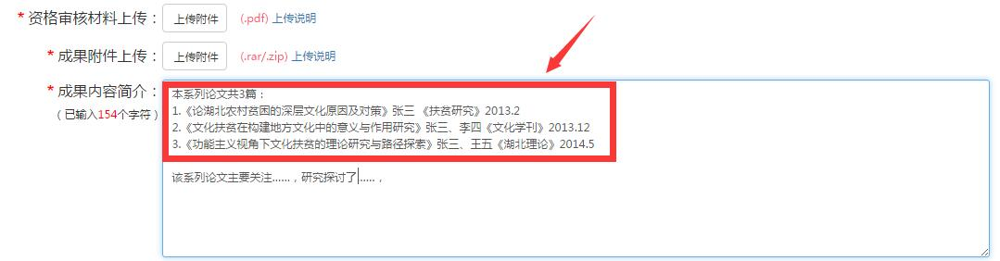 * 资格审核材料上传： 上传附件 (.pdf) 上传说明
* 成果附件上传： 上传附件 (.rar/.zip) 上传说明
* 成果内容简介：
（已输入154个字符）
本系列论文共3篇：
1.《论湖北农村贫困的深层文化原因及对策》张三 《扶贫研究》2013.2
2.《文化扶贫在构建地方文化中的意义与作用研究》张三、李四《文化学刊》2013.12
3.《功能主义视角下文化扶贫的理论研究与路径探索》张三、王五《湖北理论》2014.5
该系列论文主要关注......，研究探讨了......，